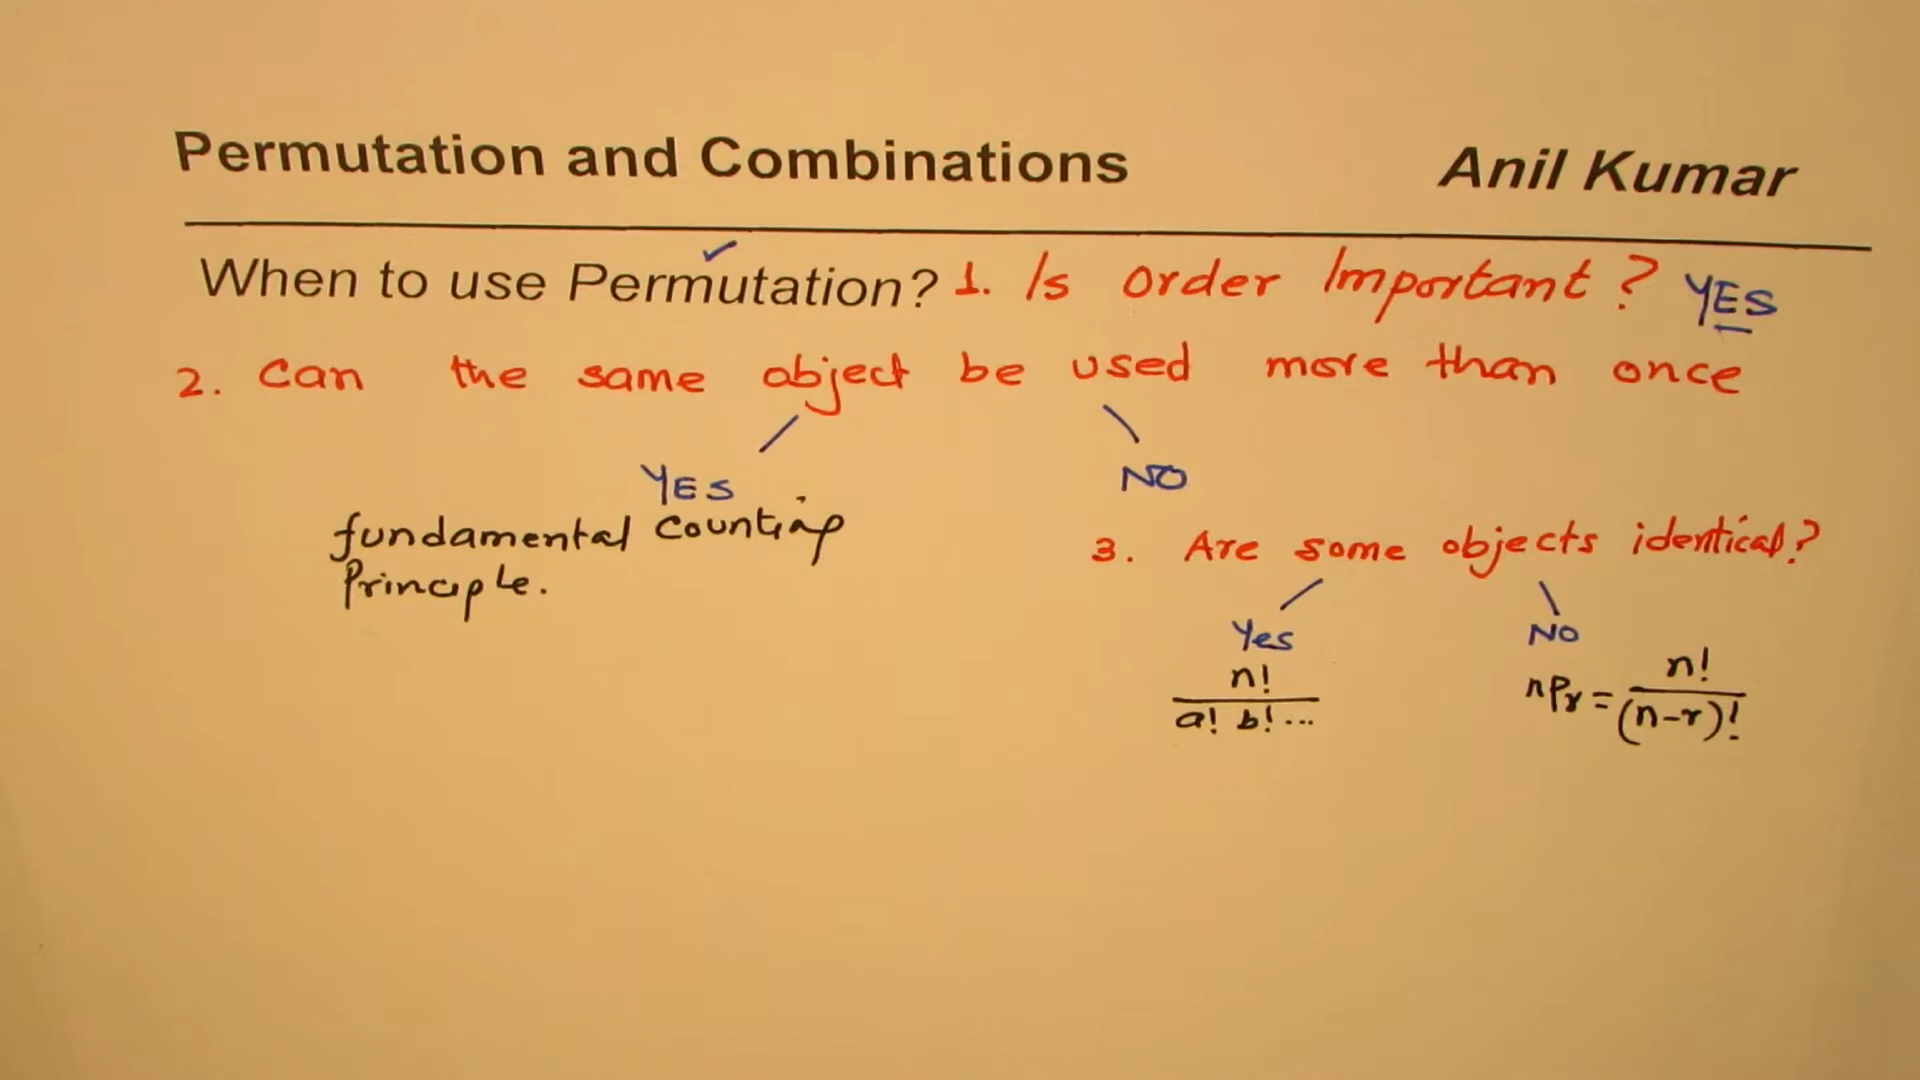 Permutation and Combinations Anil Kumar
When to use Permutation? 1. Is order Important? YES
2. Can the same object be used more than once
YES NO
fundamental Counting
Principle.
3. Are some objects identical?
Yes NO
n!
a! b! ...
nPr = n!
(n-r)!